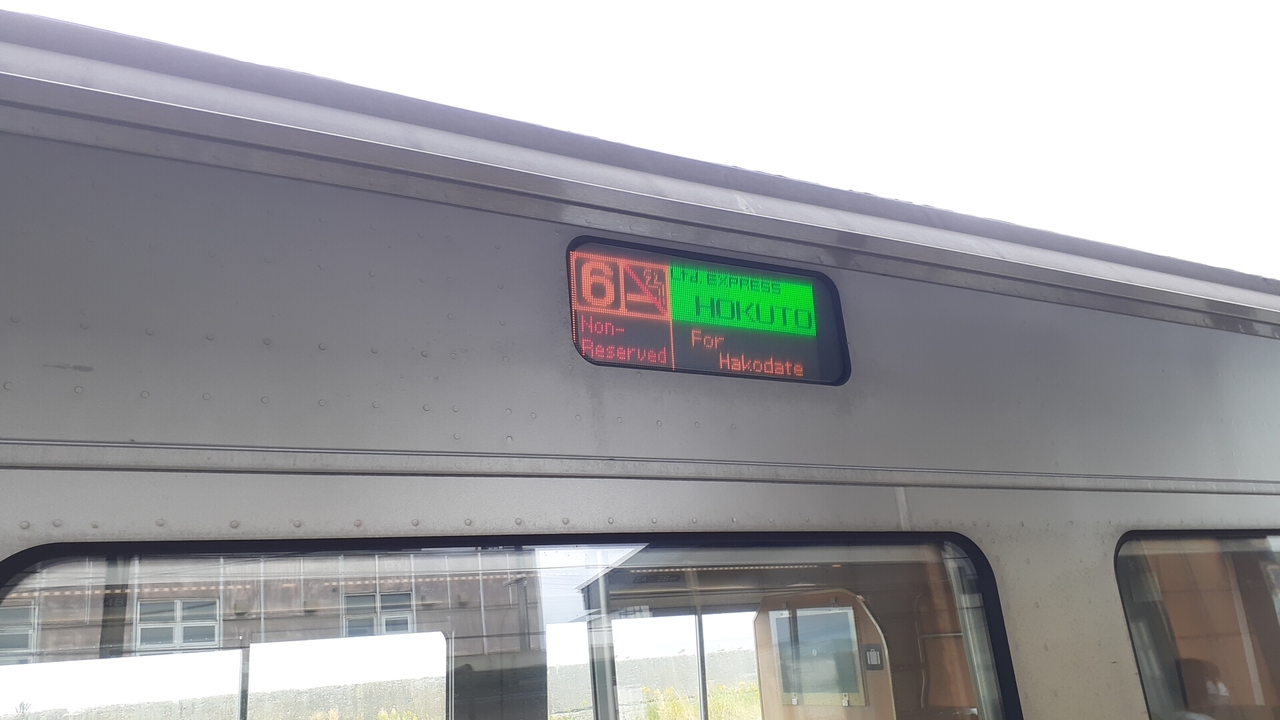 6
Non-
Reserved
Ltd. EXPRESS
HOKUTO
For
Hakodate